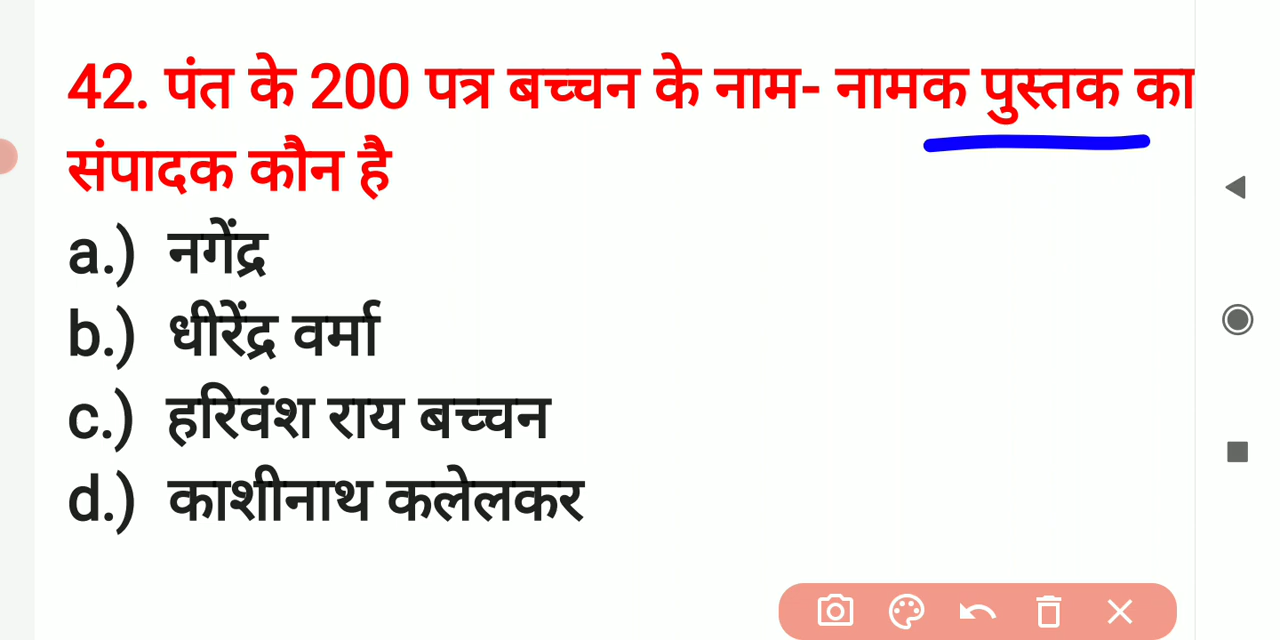 42. पंत के 200 पत्र बच्चन के नाम- नामक पुस्तक का
संपादक कौन है
a.) नगेंद्र
b.) धीरेंद्र वर्मा
c.) हरिवंश राय बच्चन
d.) काशीनाथ कलेलकर